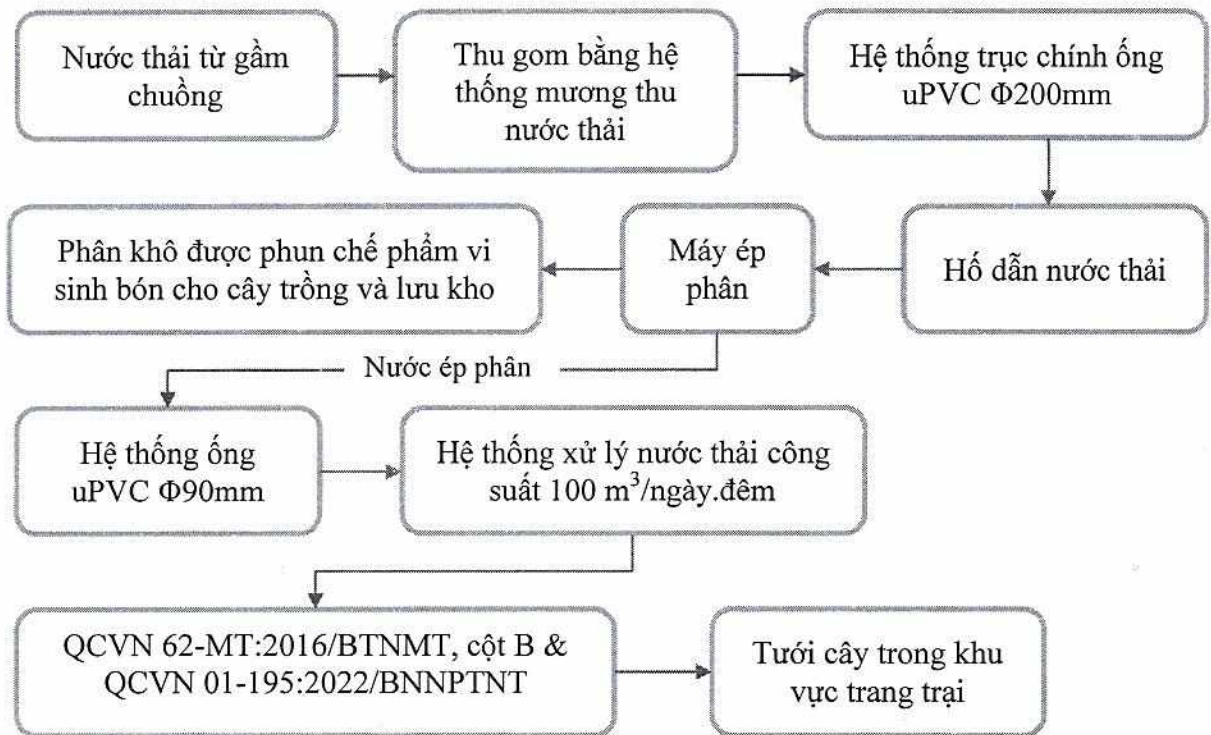 Nước thải từ gầm
chuồng
Thu gom bằng hệ
thống mương thu
nước thải
Hệ thống trục chính ống
uPVC Φ200mm
Hố dẫn nước thải
Máy ép
phân
Phân khô được phun chế phẩm vi
sinh bón cho cây trồng và lưu kho
Nước ép phân
Hệ thống ống
uPVC Φ90mm
Hệ thống xử lý nước thải công
suất 100 m³/ngày.đêm
QCVN 62-MT:2016/BTNMT, cột B &
QCVN 01-195:2022/BNNPTNT
Tưới cây trong khu
vực trang trại